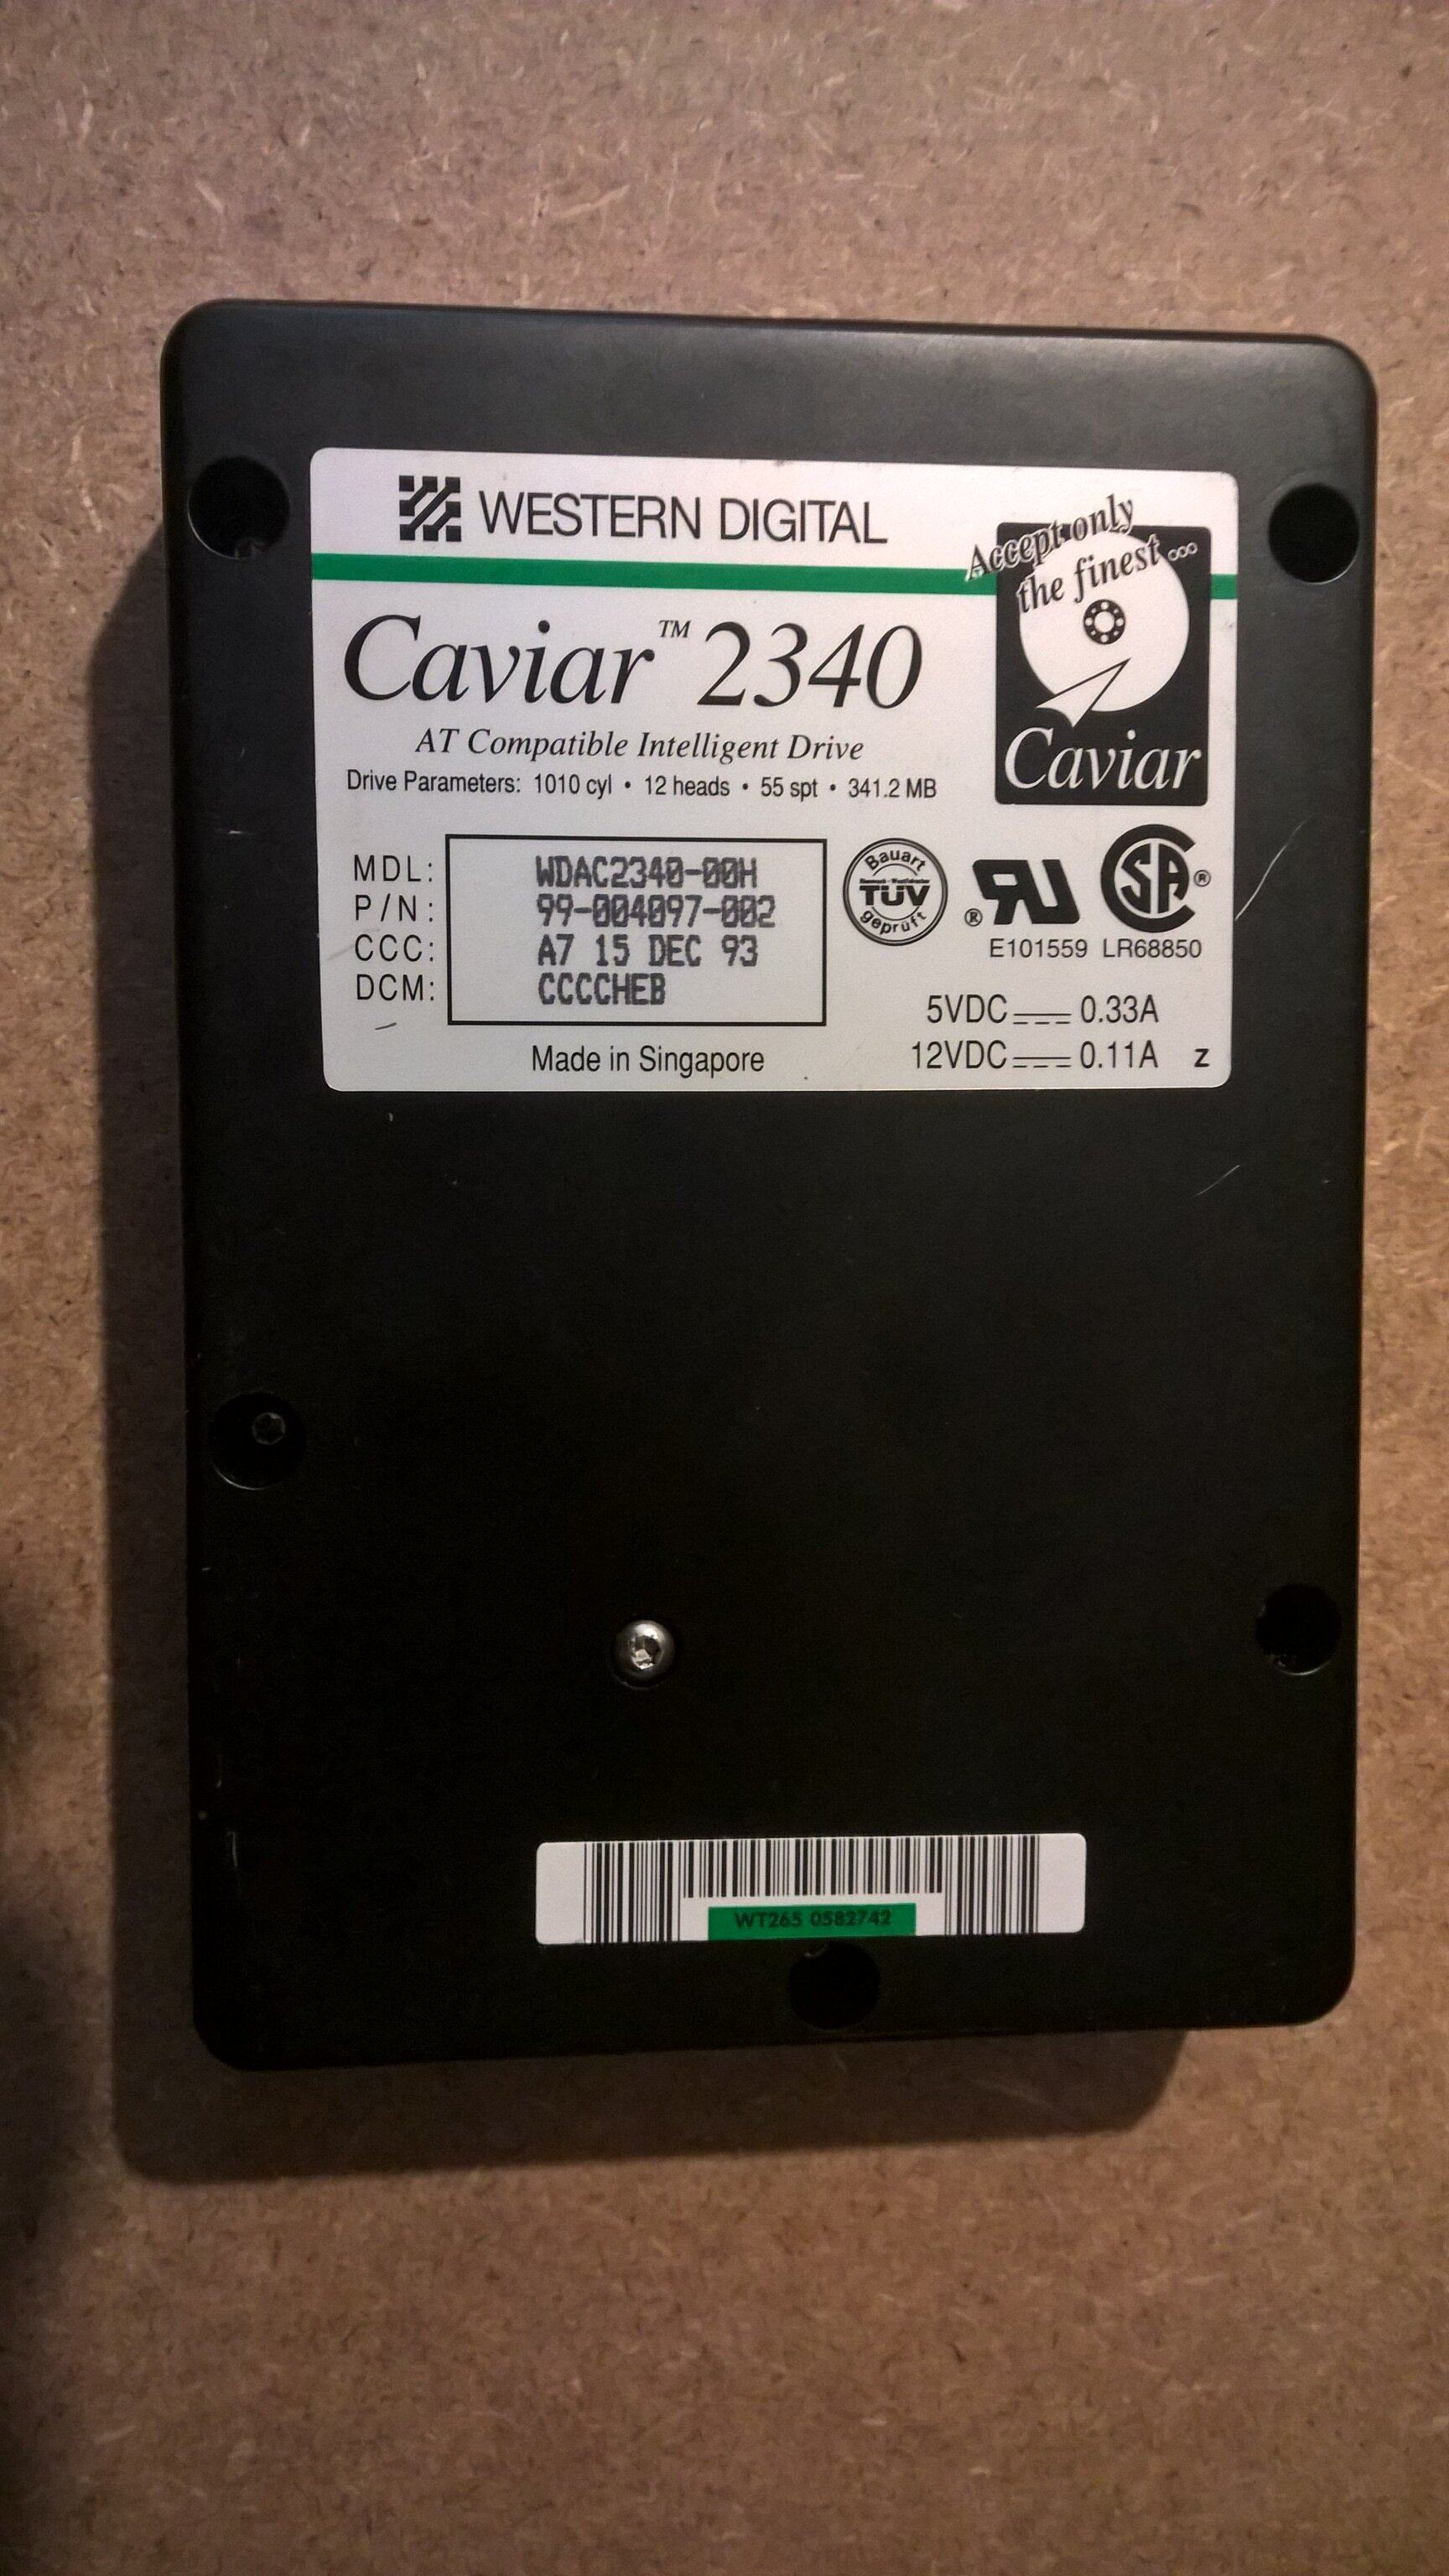 WESTERN DIGITAL
Accept only
the finest ...
Caviar™ 2340
AT Compatible Intelligent Drive
Drive Parameters: 1010 cyl • 12 heads • 55 spt • 341.2 MB
Caviar
MDL: WDAC2340-00H
P/N: 99-004097-002
CCC: A7 15 DEC 93
DCM: CCCCHEB
Bauart
TÜV
geprüft
® RU
SA ®
E101559 LR68850
5VDC 0.33A
12VDC 0.11A Z
Made in Singapore
WT265 0582742